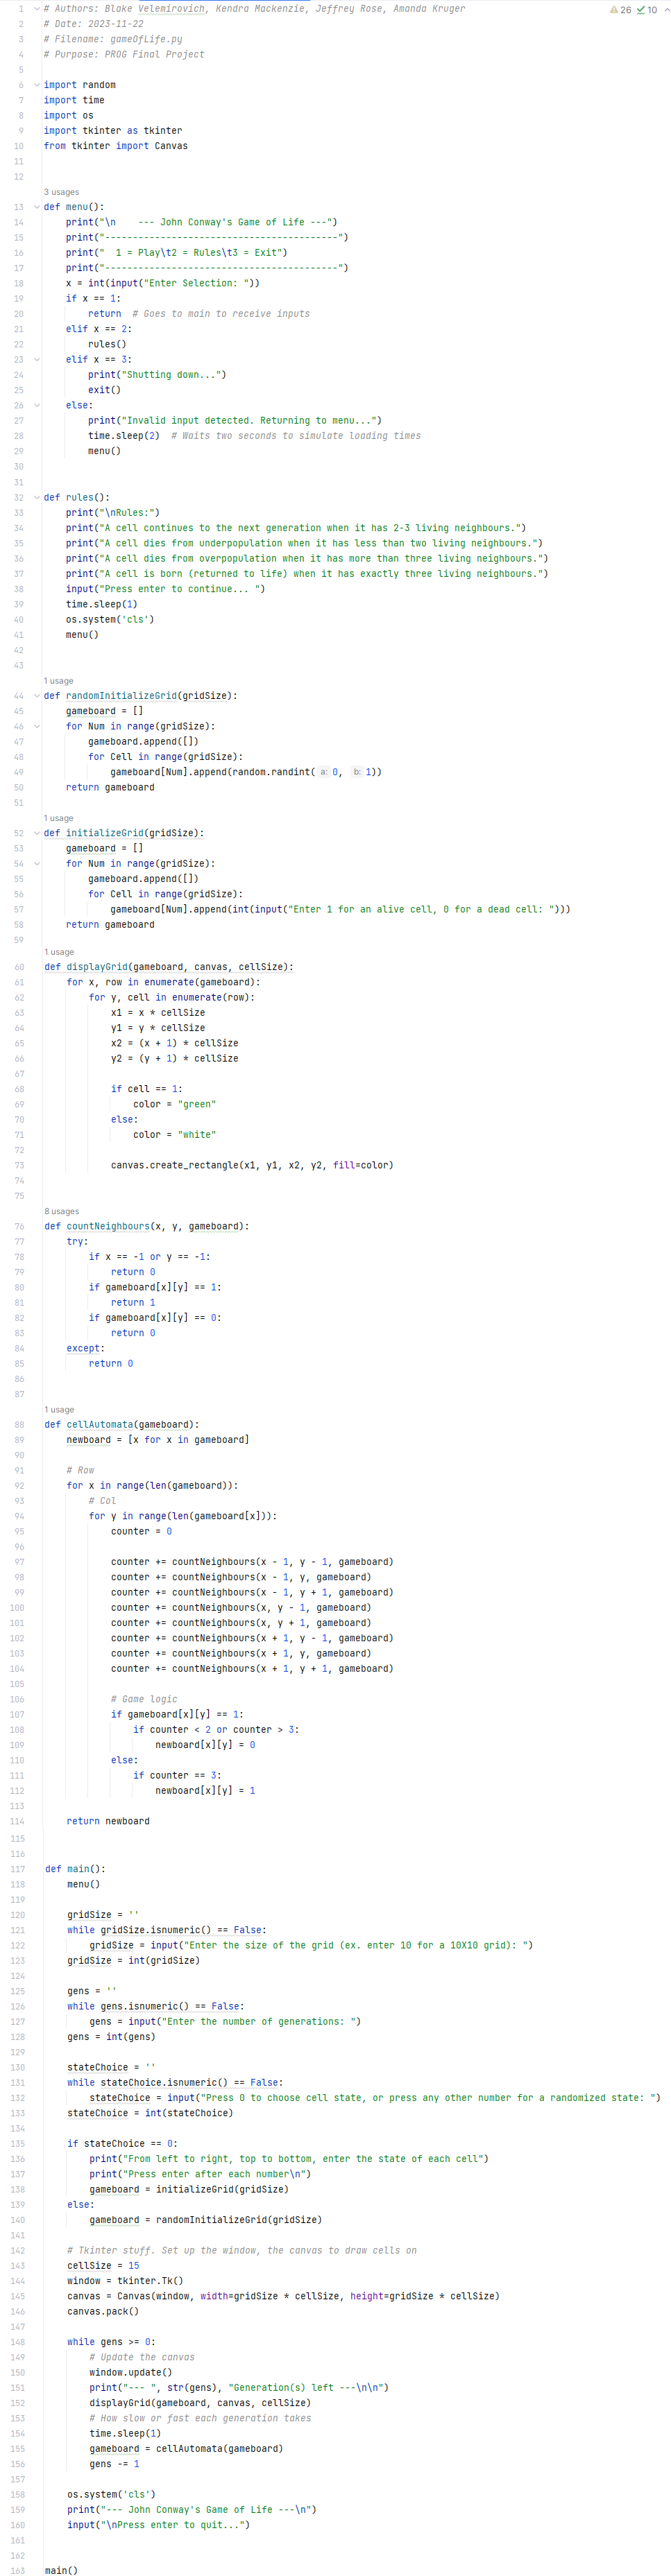 1 # Authors: Blake Velemirovich, Kendra Mackenzie, Jeffrey Rose, Amanda Kruger 26 10
2 # Date: 2023-11-22
3 # Filename: gameOfLife.py
4 # Purpose: PROG Final Project
5
6 import random
7 import time
8 import os
9 import tkinter as tkinter
10 from tkinter import Canvas
11
12
3 usages
13 def menu():
14     print("\n    --- John Conway's Game of Life ---")
15     print("------------------------------------------")
16     print("  1 = Play\t2 = Rules\t3 = Exit")
17     print("------------------------------------------")
18     x = int(input("Enter Selection: "))
19     if x == 1:
20         return  # Goes to main to receive inputs
21     elif x == 2:
22         rules()
23     elif x == 3:
24         print("Shutting down...")
25         exit()
26     else:
27         print("Invalid input detected. Returning to menu...")
28         time.sleep(2)  # Waits two seconds to simulate loading times
29         menu()
30
31
32 def rules():
33     print("\nRules:")
34     print("A cell continues to the next generation when it has 2-3 living neighbours.")
35     print("A cell dies from underpopulation when it has less than two living neighbours.")
36     print("A cell dies from overpopulation when it has more than three living neighbours.")
37     print("A cell is born (returned to life) when it has exactly three living neighbours.")
38     input("Press enter to continue... ")
39     time.sleep(1)
40     os.system('cls')
41     menu()
42
43
1 usage
44 def randomInitializeGrid(gridSize):
45     gameboard = []
46     for Num in range(gridSize):
47         gameboard.append([])
48         for Cell in range(gridSize):
49             gameboard[Num].append(random.randint( a: 0, b: 1))
50     return gameboard
51
1 usage
52 def initializeGrid(gridSize):
53     gameboard = []
54     for Num in range(gridSize):
55         gameboard.append([])
56         for Cell in range(gridSize):
57             gameboard[Num].append(int(input("Enter 1 for an alive cell, 0 for a dead cell: ")))
58     return gameboard
59
1 usage
60 def displayGrid(gameboard, canvas, cellSize):
61     for x, row in enumerate(gameboard):
62         for y, cell in enumerate(row):
63             x1 = x * cellSize
64             y1 = y * cellSize
65             x2 = (x + 1) * cellSize
66             y2 = (y + 1) * cellSize
67
68             if cell == 1:
69                 color = "green"
70             else:
71                 color = "white"
72
73             canvas.create_rectangle(x1, y1, x2, y2, fill=color)
74
75
8 usages
76 def countNeighbours(x, y, gameboard):
77     try:
78         if x == -1 or y == -1:
79             return 0
80         if gameboard[x][y] == 1:
81             return 1
82         if gameboard[x][y] == 0:
83             return 0
84     except:
85         return 0
86
87
1 usage
88 def cellAutomata(gameboard):
89     newboard = [x for x in gameboard]
90
91     # Row
92     for x in range(len(gameboard)):
93         # Col
94         for y in range(len(gameboard[x])):
95             counter = 0
96
97             counter += countNeighbours(x - 1, y - 1, gameboard)
98             counter += countNeighbours(x - 1, y, gameboard)
99             counter += countNeighbours(x - 1, y + 1, gameboard)
100             counter += countNeighbours(x, y - 1, gameboard)
101             counter += countNeighbours(x, y + 1, gameboard)
102             counter += countNeighbours(x + 1, y - 1, gameboard)
103             counter += countNeighbours(x + 1, y, gameboard)
104             counter += countNeighbours(x + 1, y + 1, gameboard)
105
106             # Game logic
107             if gameboard[x][y] == 1:
108                 if counter < 2 or counter > 3:
109                     newboard[x][y] = 0
110             else:
111                 if counter == 3:
112                     newboard[x][y] = 1
113
114     return newboard
115
116
117 def main():
118     menu()
119
120     gridSize = ''
121     while gridSize.isnumeric() == False:
122         gridSize = input("Enter the size of the grid (ex. enter 10 for a 10X10 grid): ")
123     gridSize = int(gridSize)
124
125     gens = ''
126     while gens.isnumeric() == False:
127         gens = input("Enter the number of generations: ")
128     gens = int(gens)
129
130     stateChoice = ''
131     while stateChoice.isnumeric() == False:
132         stateChoice = input("Press 0 to choose cell state, or press any other number for a randomized state: ")
133     stateChoice = int(stateChoice)
134
135     if stateChoice == 0:
136         print("From left to right, top to bottom, enter the state of each cell")
137         print("Press enter after each number\n")
138         gameboard = initializeGrid(gridSize)
139     else:
140         gameboard = randomInitializeGrid(gridSize)
141
142     # Tkinter stuff. Set up the window, the canvas to draw cells on
143     cellSize = 15
144     window = tkinter.Tk()
145     canvas = Canvas(window, width=gridSize * cellSize, height=gridSize * cellSize)
146     canvas.pack()
147
148     while gens >= 0:
149         # Update the canvas
150         window.update()
151         print("--- ", str(gens), "Generation(s) left ---\n\n")
152         displayGrid(gameboard, canvas, cellSize)
153         # How slow or fast each generation takes
154         time.sleep(1)
155         gameboard = cellAutomata(gameboard)
156         gens -= 1
157
158     os.system('cls')
159     print("--- John Conway's Game of Life ---\n")
160     input("\nPress enter to quit...")
161
162
163 main()